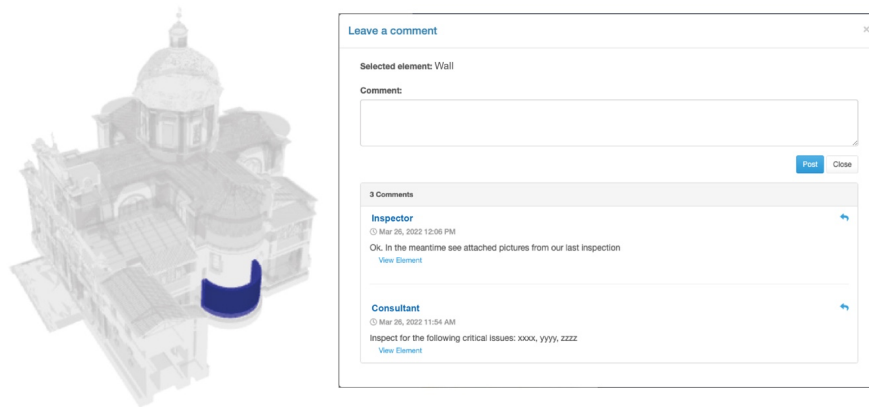 Leave a comment
×
Selected element: Wall
Comment:
Post Close
3 Comments
Inspector
Mar 26, 2022 12:06 PM
Ok. In the meantime see attached pictures from our last inspection
View Element
Consultant
Mar 26, 2022 11:54 AM
Inspect for the following critical issues: xxxx, yyyy, zzzz
View Element